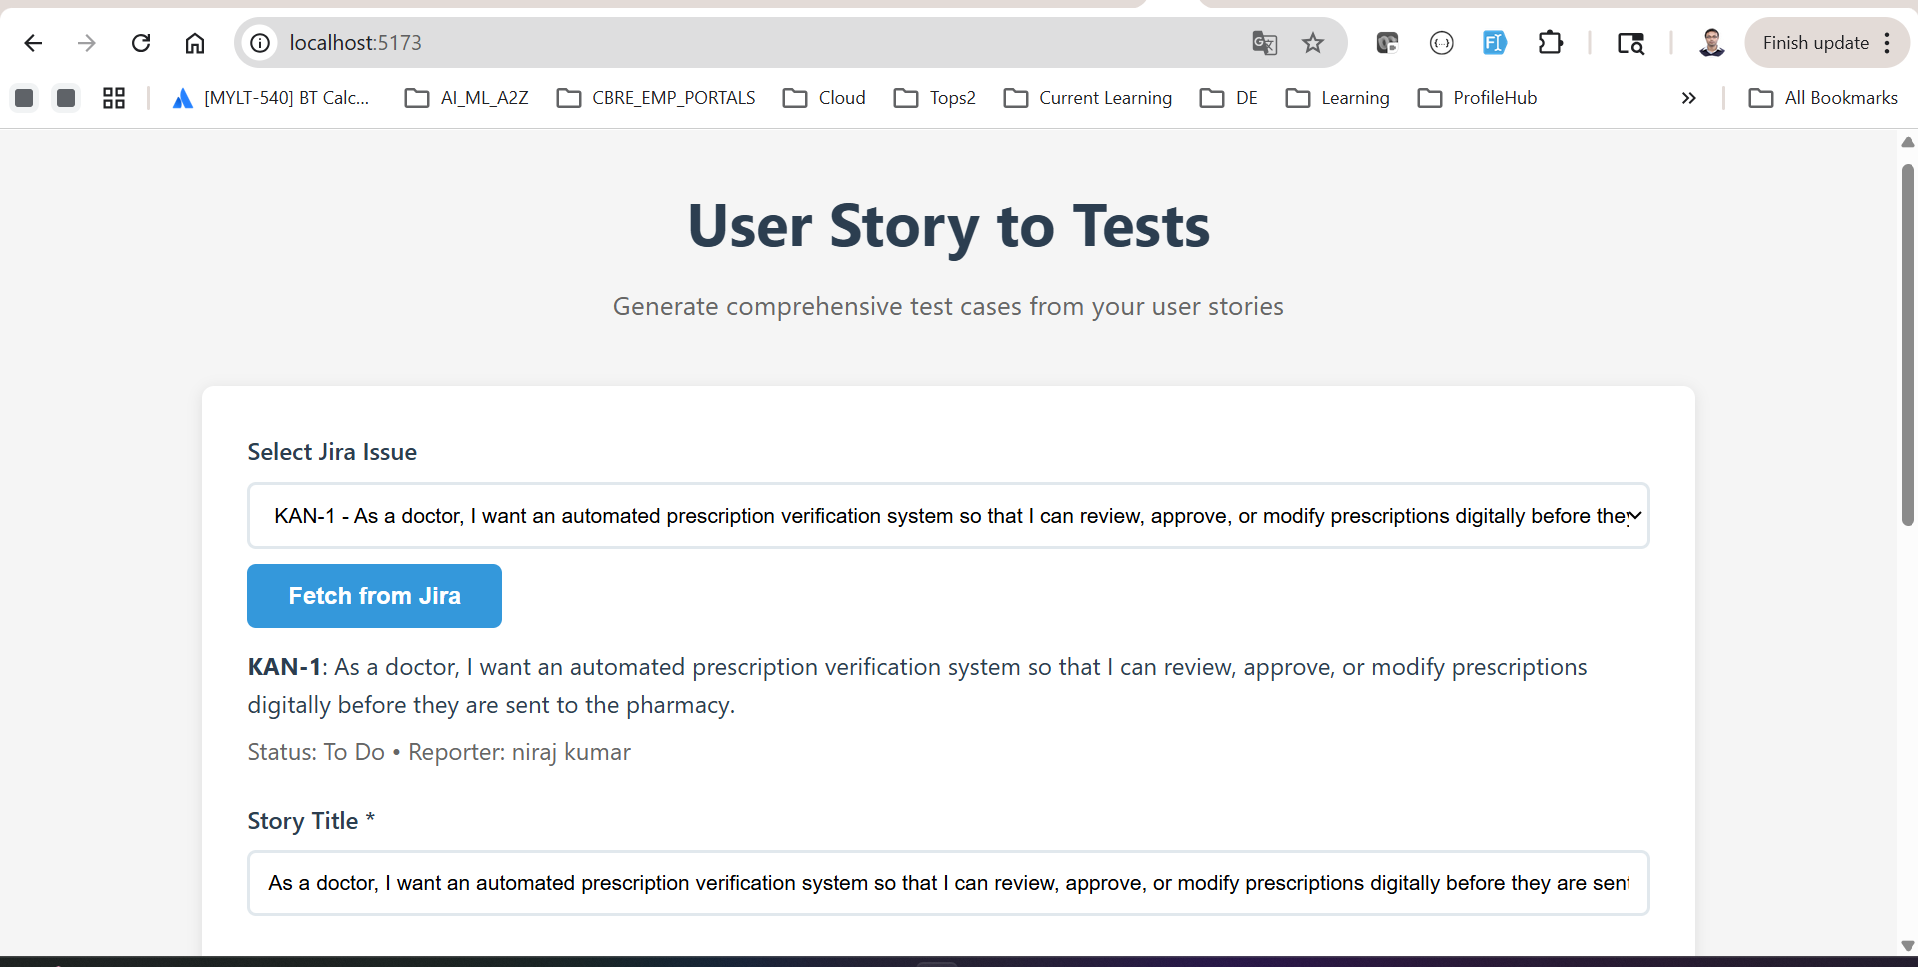 localhost:5173
Finish update
[MYLT-540] BT Calc...
AI_ML_A2Z
CBRE_EMP_PORTALS
Cloud
Tops2
Current Learning
DE
Learning
ProfileHub
All Bookmarks
User Story to Tests
Generate comprehensive test cases from your user stories
Select Jira Issue
KAN-1 - As a doctor, I want an automated prescription verification system so that I can review, approve, or modify prescriptions digitally before they
Fetch from Jira
KAN-1: As a doctor, I want an automated prescription verification system so that I can review, approve, or modify prescriptions
digitally before they are sent to the pharmacy.
Status: To Do • Reporter: niraj kumar
Story Title *
As a doctor, I want an automated prescription verification system so that I can review, approve, or modify prescriptions digitally before they are sent